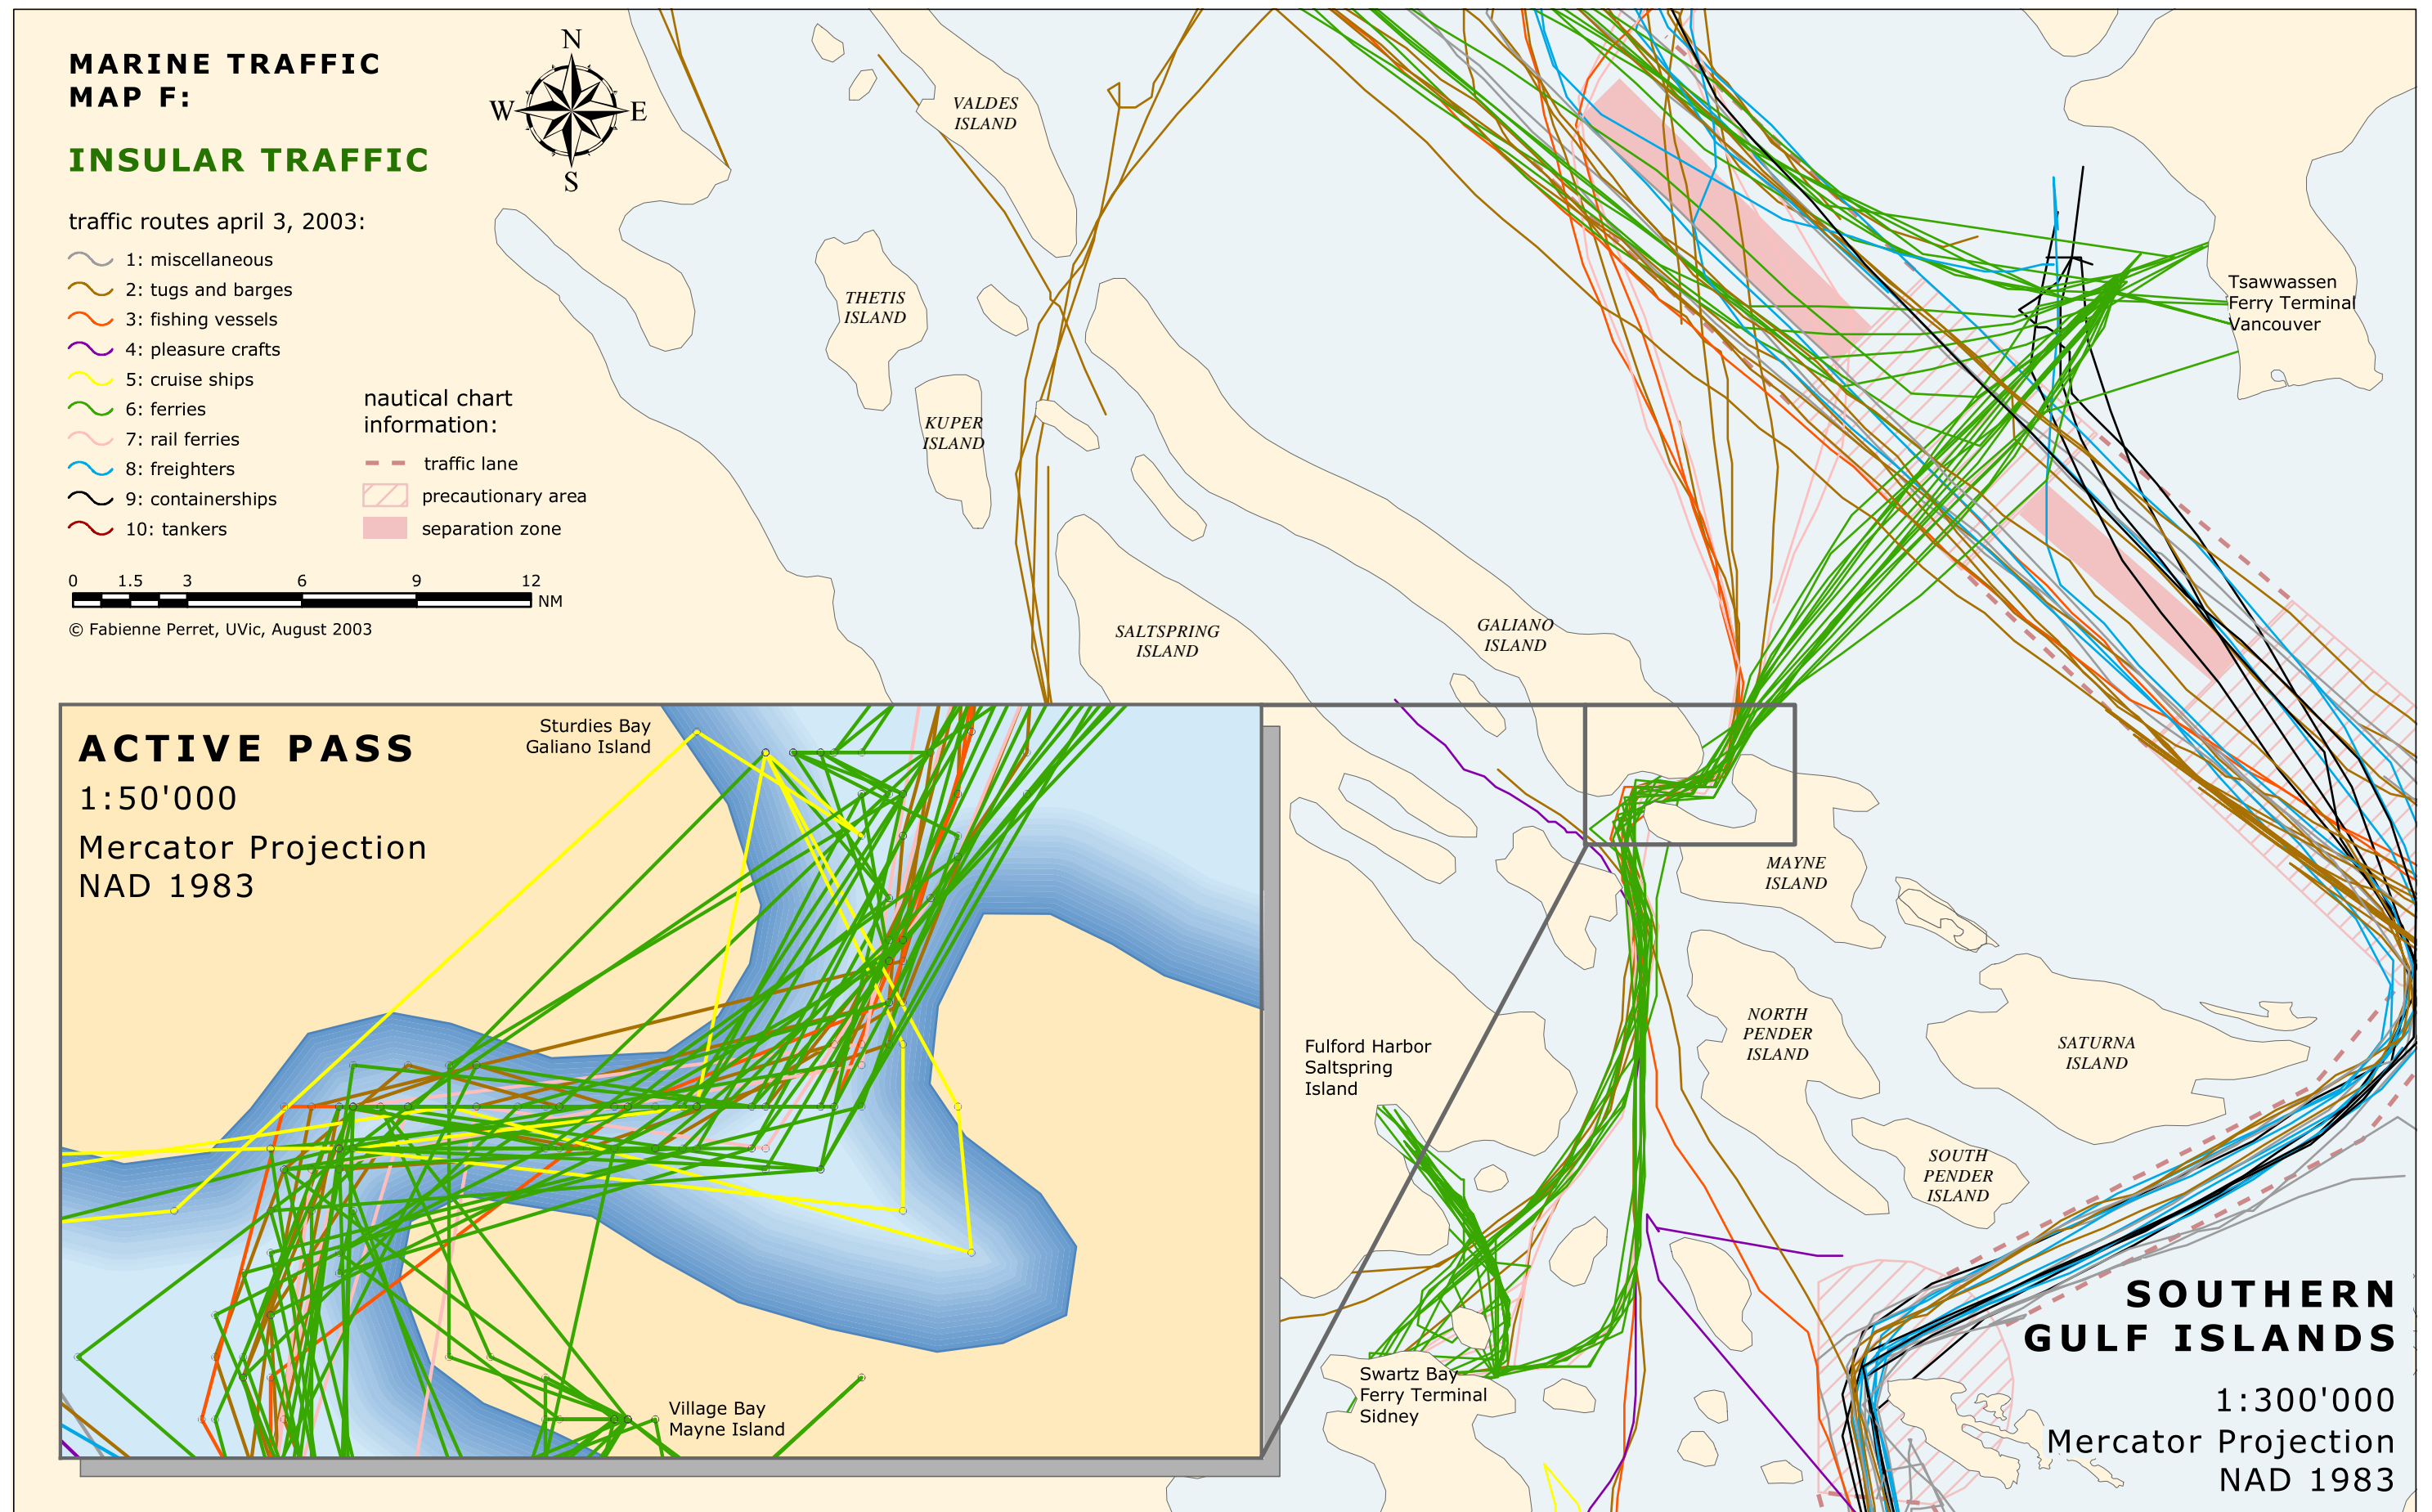 MARINE TRAFFIC
MAP F:
INSULAR TRAFFIC
traffic routes april 3, 2003:
1: miscellaneous
2: tugs and barges
3: fishing vessels
4: pleasure crafts
5: cruise ships
6: ferries
7: rail ferries
8: freighters
9: containerships
10: tankers
nautical chart
information:
traffic lane
precautionary area
separation zone
0 1.5 3 6 9 12
NM
© Fabienne Perret, UVic, August 2003
N
W E
S
VALDES
ISLAND
THETIS
ISLAND
KUPER
ISLAND
SALTSPRING
ISLAND
GALIANO
ISLAND
Tsawwassen
Ferry Terminal
Vancouver
ACTIVE PASS
1:50'000
Mercator Projection
NAD 1983
Sturdies Bay
Galiano Island
Village Bay
Mayne Island
MAYNE
ISLAND
NORTH
PENDER
ISLAND
SATURNA
ISLAND
SOUTH
PENDER
ISLAND
Fulford Harbor
Saltspring
Island
Swartz Bay
Ferry Terminal
Sidney
SOUTHERN
GULF ISLANDS
1:300'000
Mercator Projection
NAD 1983